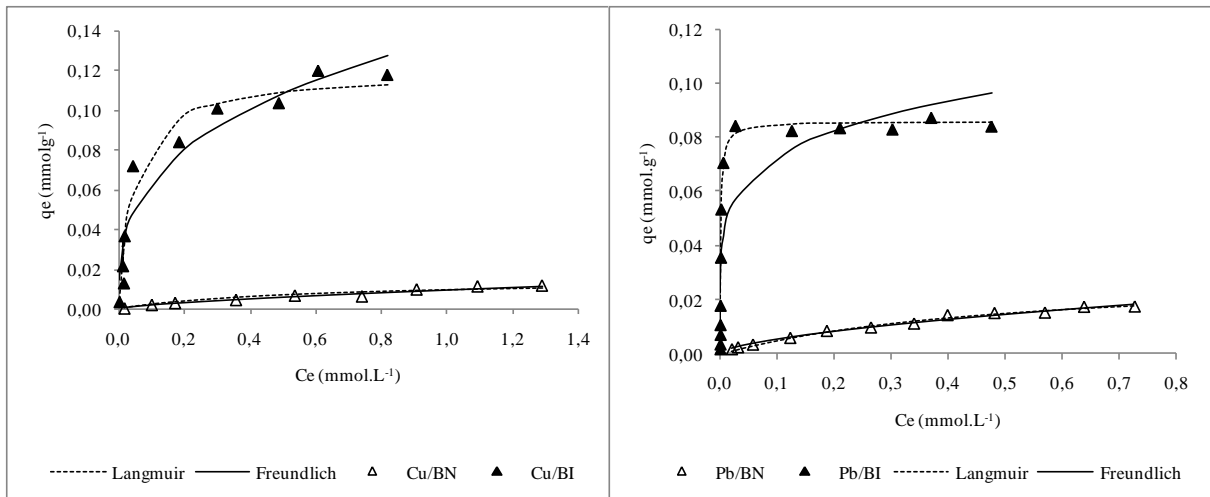 0,14
0,12
0,10
0,08
0,06
0,04
0,02
0,00
qe (mmolg-1)
0,0 0,2 0,4 0,6 0,8 1,0 1,2 1,4
Ce (mmol.L-1)
Langmuir Freundlich Cu/BN Cu/BI
0,12
0,10
0,08
0,06
0,04
0,02
0,00
qe (mmol.g-1)
0,0 0,1 0,2 0,3 0,4 0,5 0,6 0,7 0,8
Ce (mmol.L-1)
Pb/BN Pb/BI Langmuir Freundlich